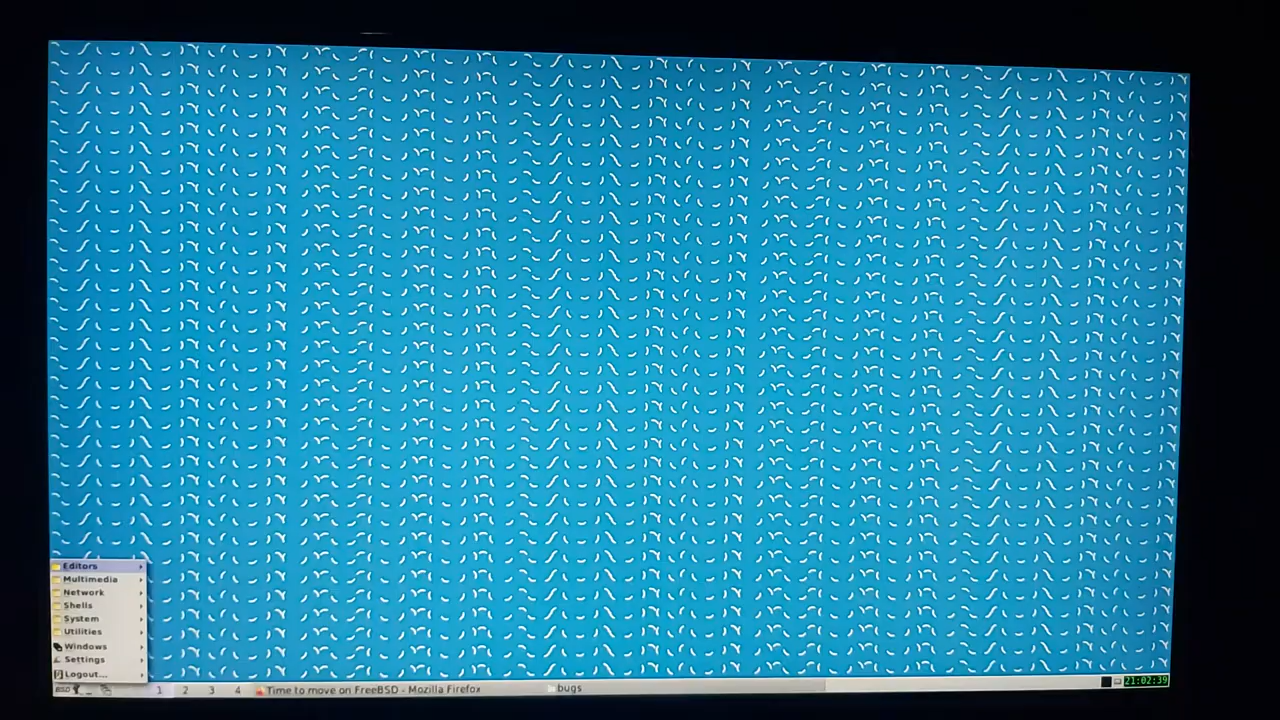 Editors
Multimedia
Network
Shells
System
Utilities
Windows
Settings
Logout...
BSD 1 2 3 4 Time to move on FreeBSD - Mozilla Firefox bugs 21:02:39